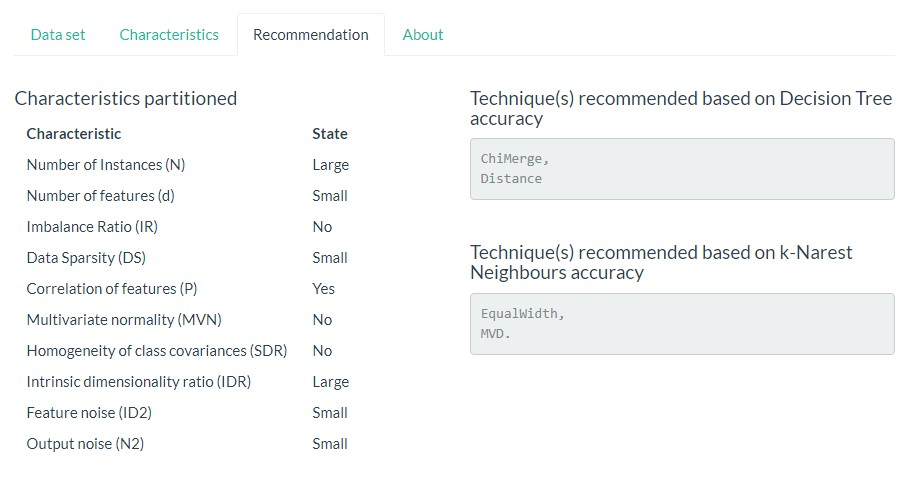 Data set Characteristics Recommendation About
Characteristics partitioned
Characteristic State
Number of Instances (N) Large
Number of features (d) Small
Imbalance Ratio (IR) No
Data Sparsity (DS) Small
Correlation of features (P) Yes
Multivariate normality (MVN) No
Homogeneity of class covariances (SDR) No
Intrinsic dimensionality ratio (IDR) Large
Feature noise (ID2) Small
Output noise (N2) Small
Technique(s) recommended based on Decision Tree
accuracy
ChiMerge,
Distance
Technique(s) recommended based on k-Narest
Neighbours accuracy
EqualWidth,
MVD.